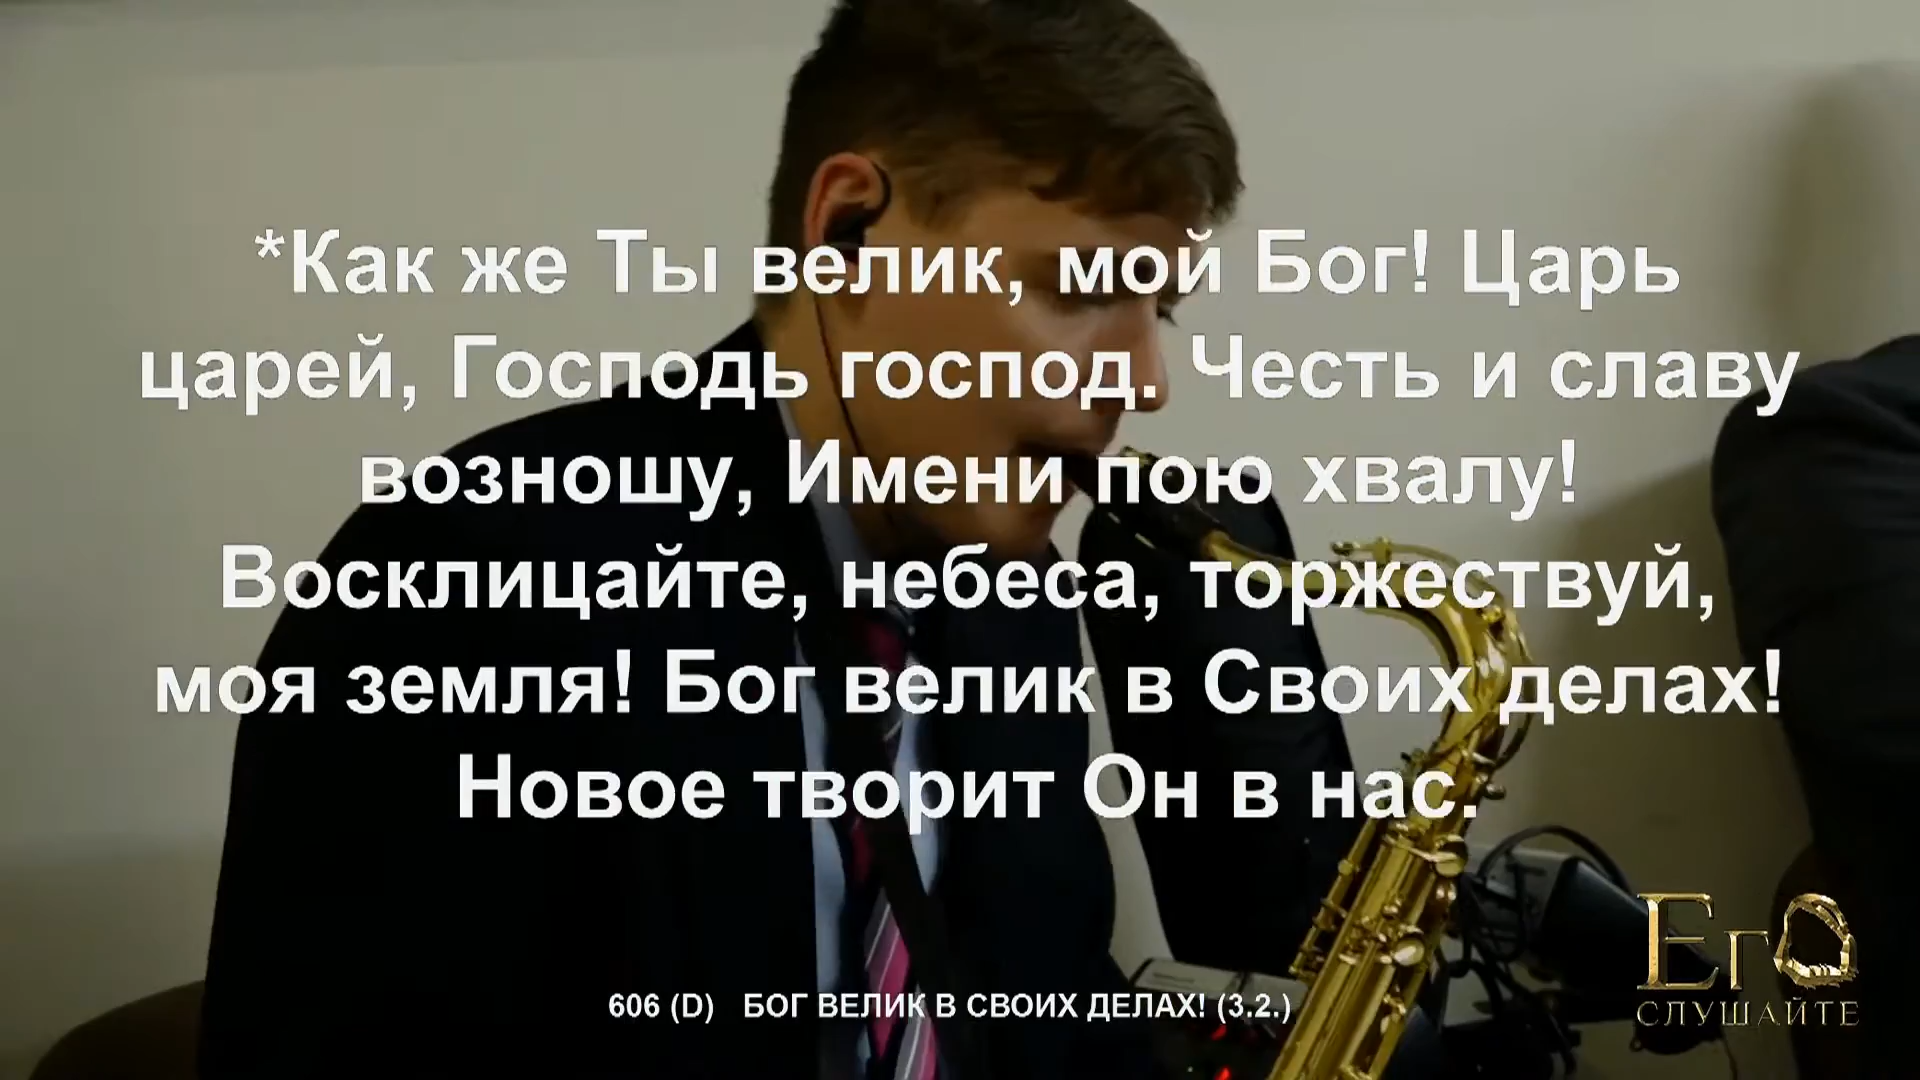 *Как же Ты велик, мой Бог! Царь
царей, Господь господ. Честь и славу
возношу, Имени пою хвалу!
Восклицайте, небеса, торжествуй,
моя земля! Бог велик в Своих делах!
Новое творит Он в нас.
606 (D) БОГ ВЕЛИК В СВОИХ ДЕЛАХ! (3.2.)
Его
СЛУШАЙТЕ